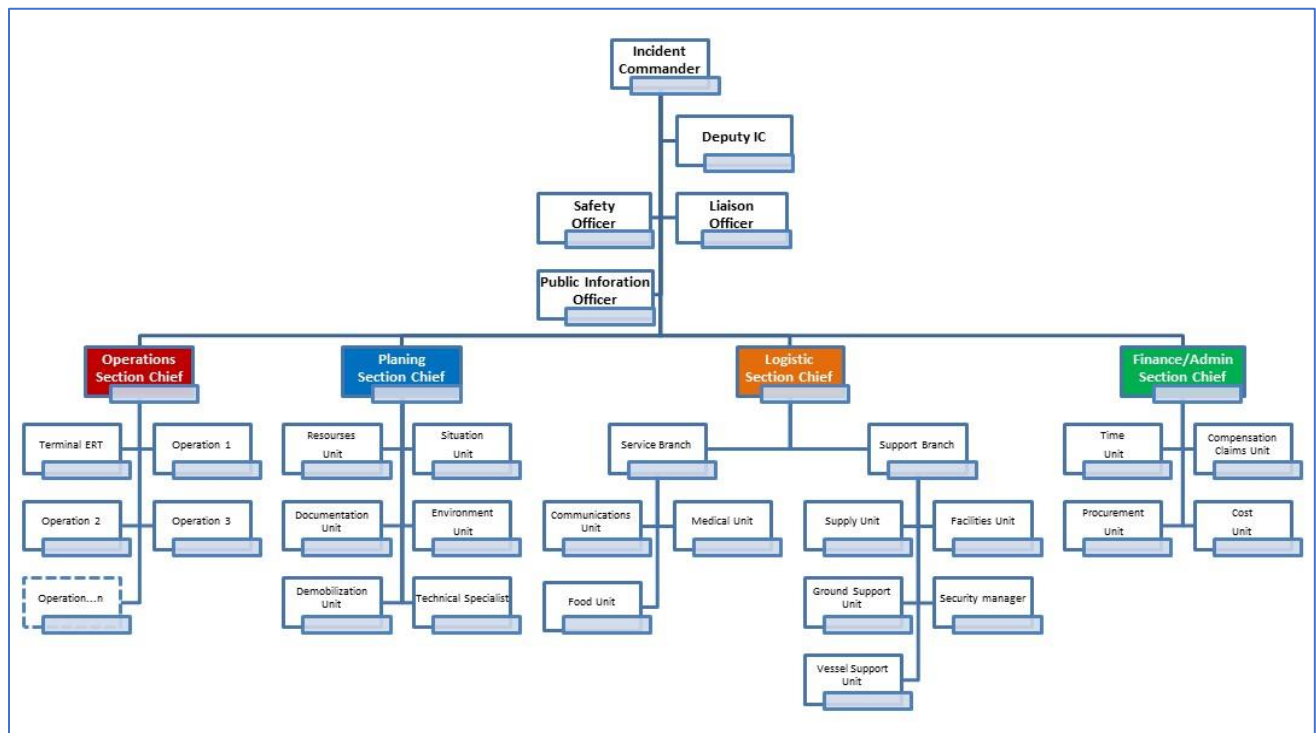 Incident
Commander
Deputy IC
Safety
Officer
Liaison
Officer
Public Inforation
Officer
Operations
Section Chief
Planing
Section Chief
Logistic
Section Chief
Finance/Admin
Section Chief
Terminal ERT
Operation 1
Resourses
Unit
Situation
Unit
Service Branch
Support Branch
Time
Unit
Compensation
Claims Unit
Operation 2
Operation 3
Documentation
Unit
Environment
Unit
Communications
Unit
Medical Unit
Supply Unit
Facilities Unit
Procurement
Unit
Cost
Unit
Operation...n
Demobilization
Unit
Technical Specialist
Food Unit
Ground Support
Unit
Security manager
Vessel Support
Unit